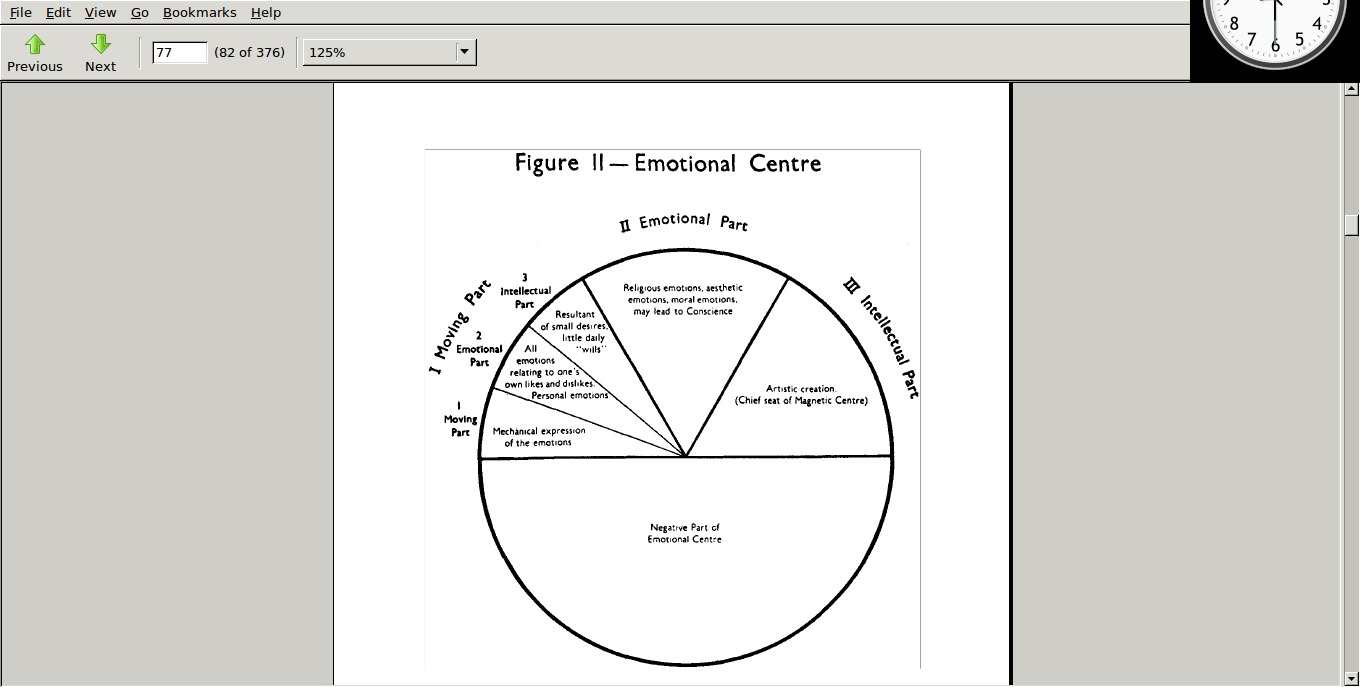 File Edit View Go Bookmarks Help
Previous Next 77 (82 of 376) 125%
8 7 6 5 4
Figure II — Emotional Centre
II Emotional Part
I Moving Part
III Intellectual Part
3
Intellectual
Part
2
Emotional
Part
1
Moving
Part
Resultant
of small desires,
little daily
"wills"
All
emotions
relating to one's
own likes and dislikes.
Personal emotions
Mechanical expression
of the emotions
Religious emotions, aesthetic
emotions, moral emotions,
may lead to Conscience
Artistic creation.
(Chief seat of Magnetic Centre)
Negative Part of
Emotional Centre